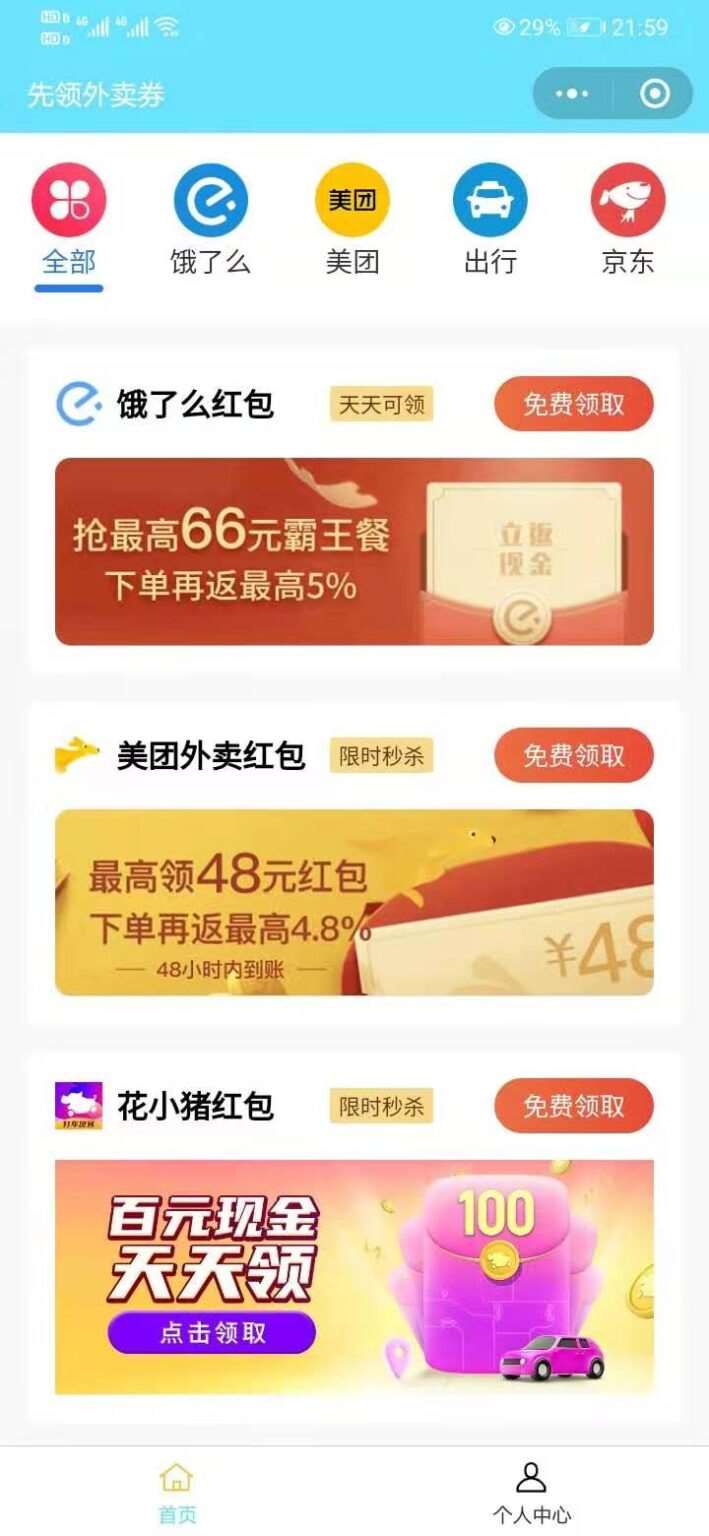 HD 4G 4G 29% 21:59
HD
先领外卖券
美团
全部 饿了么 美团 出行 京东
饿了么红包 天天可领 免费领取
抢最高66元霸王餐
下单再返最高5%
立返
现金
美团外卖红包 限时秒杀 免费领取
最高领48元红包
下单再返最高4.8%
48小时内到账
¥48
花小猪红包 限时秒杀 免费领取
打车现省
百元现金
天天领
点击领取
100
首页 个人中心